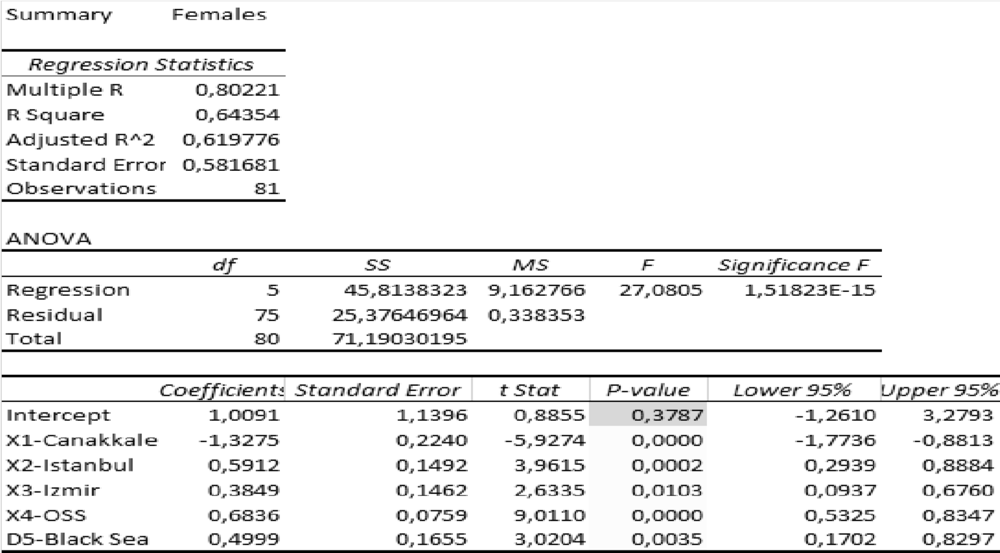 Summary Females
Regression Statistics
Multiple R 0,80221
R Square 0,64354
Adjusted R^2 0,619776
Standard Error 0,581681
Observations 81
ANOVA
df SS MS F Significance F
Regression 5 45,8138323 9,162766 27,0805 1,51823E-15
Residual 75 25,37646964 0,338353
Total 80 71,19030195
Coefficients Standard Error t Stat P-value Lower 95% Upper 95%
Intercept 1,0091 1,1396 0,8855 0,3787 -1,2610 3,2793
X1-Canakkale -1,3275 0,2240 -5,9274 0,0000 -1,7736 -0,8813
X2-Istanbul 0,5912 0,1492 3,9615 0,0002 0,2939 0,8884
X3-Izmir 0,3849 0,1462 2,6335 0,0103 0,0937 0,6760
X4-OSS 0,6836 0,0759 9,0110 0,0000 0,5325 0,8347
D5-Black Sea 0,4999 0,1655 3,0204 0,0035 0,1702 0,8297